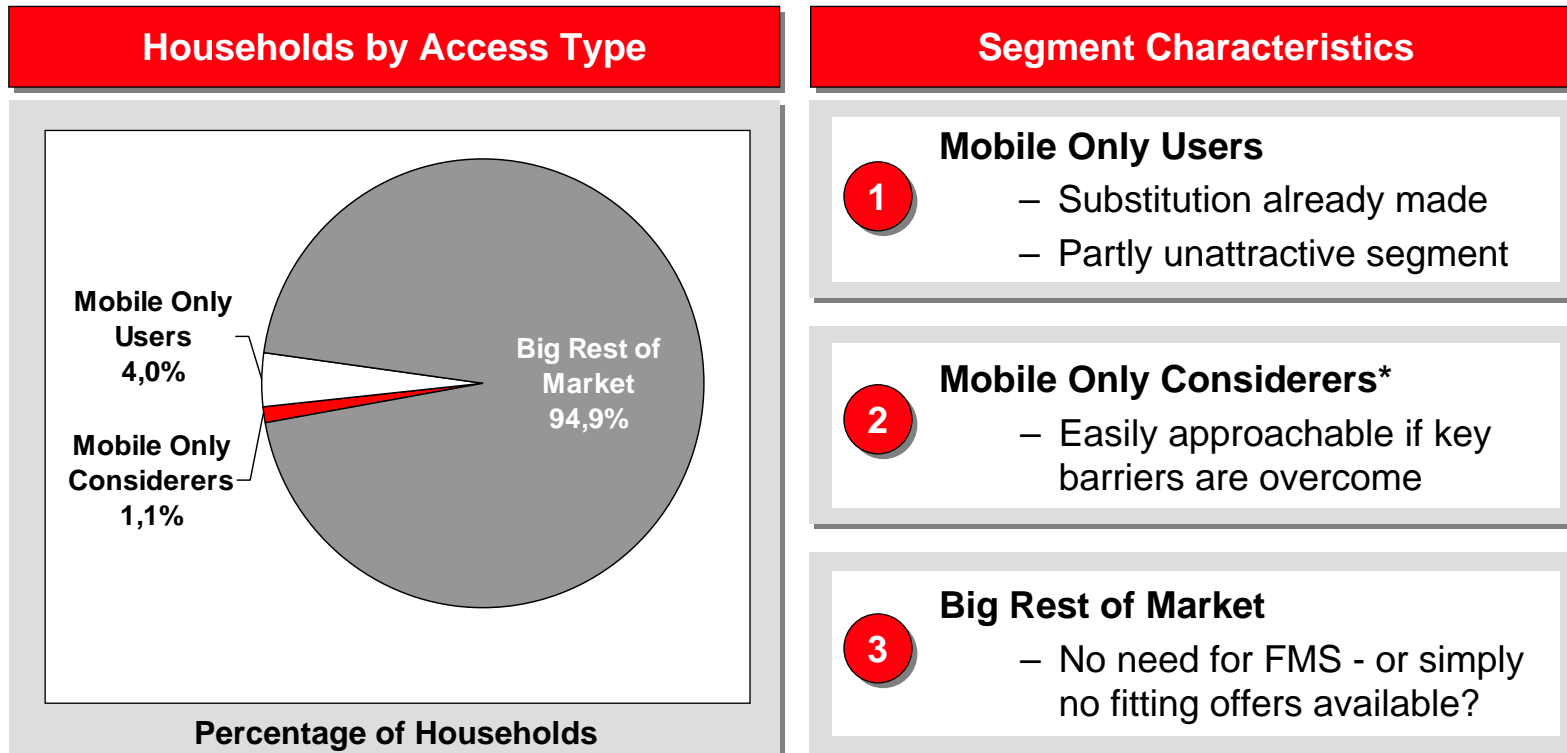 Households by Access Type
Mobile Only
Users
4,0%
Mobile Only
Considerers
1,1%
Big Rest of
Market
94,9%
Percentage of Households
Segment Characteristics
1
Mobile Only Users
– Substitution already made
– Partly unattractive segment
2
Mobile Only Considerers*
– Easily approachable if key
barriers are overcome
3
Big Rest of Market
– No need for FMS - or simply
no fitting offers available?